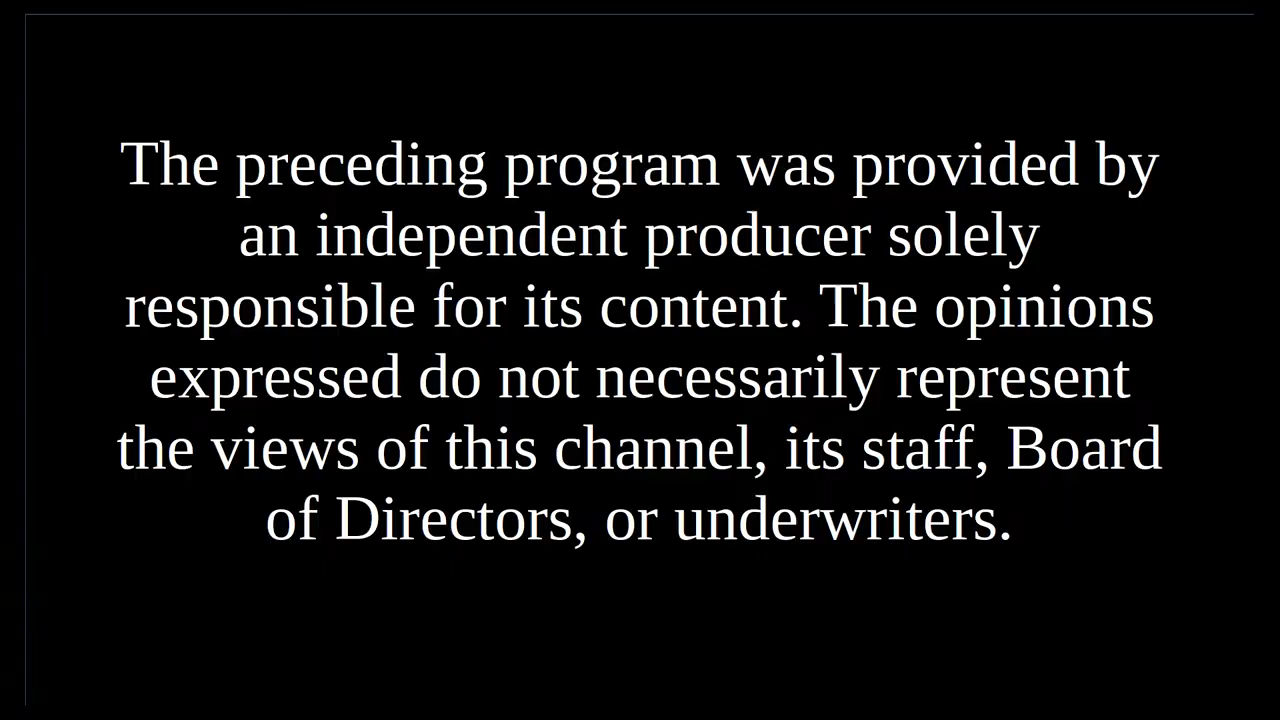 The preceding program was provided by
an independent producer solely
responsible for its content. The opinions
expressed do not necessarily represent
the views of this channel, its staff, Board
of Directors, or underwriters.